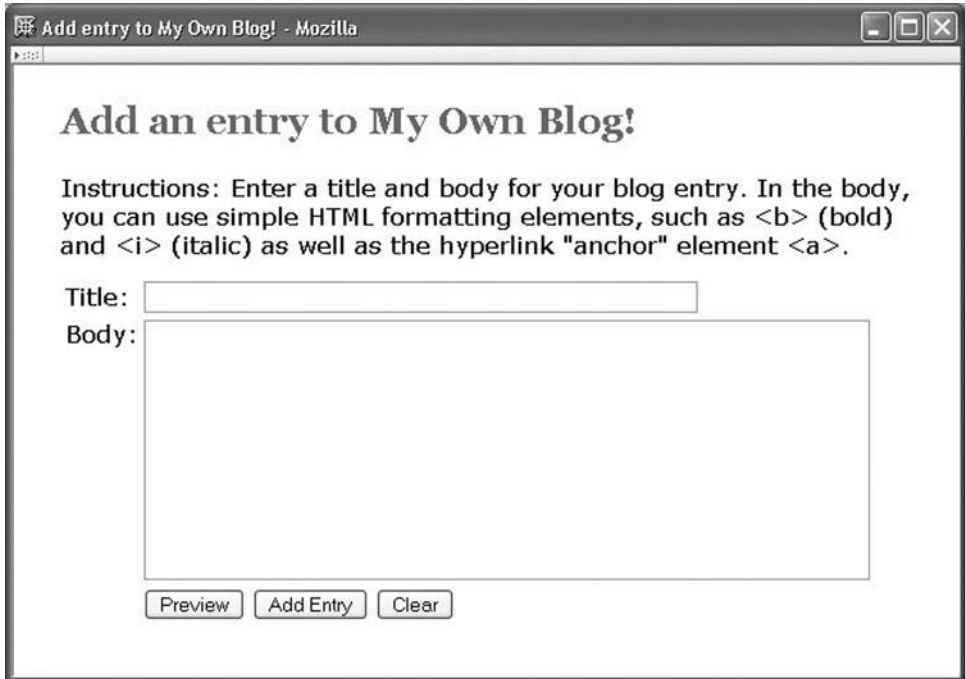 Add entry to My Own Blog! - Mozilla
Add an entry to My Own Blog!
Instructions: Enter a title and body for your blog entry. In the body,
you can use simple HTML formatting elements, such as <b> (bold)
and <i> (italic) as well as the hyperlink "anchor" element <a>.
Title:
Body:
Preview Add Entry Clear